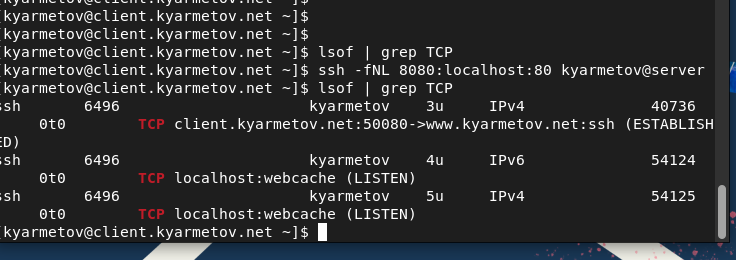 [kyarmetov@client.kyarmetov.net ~]$
[kyarmetov@client.kyarmetov.net ~]$
[kyarmetov@client.kyarmetov.net ~]$
[kyarmetov@client.kyarmetov.net ~]$ lsof | grep TCP
[kyarmetov@client.kyarmetov.net ~]$ ssh -fNL 8080:localhost:80 kyarmetov@server
[kyarmetov@client.kyarmetov.net ~]$ lsof | grep TCP
ssh 6496 kyarmetov 3u IPv4 40736
0t0 TCP client.kyarmetov.net:50080->www.kyarmetov.net:ssh (ESTABLISH
ED)
ssh 6496 kyarmetov 4u IPv6 54124
0t0 TCP localhost:webcache (LISTEN)
ssh 6496 kyarmetov 5u IPv4 54125
0t0 TCP localhost:webcache (LISTEN)
[kyarmetov@client.kyarmetov.net ~]$